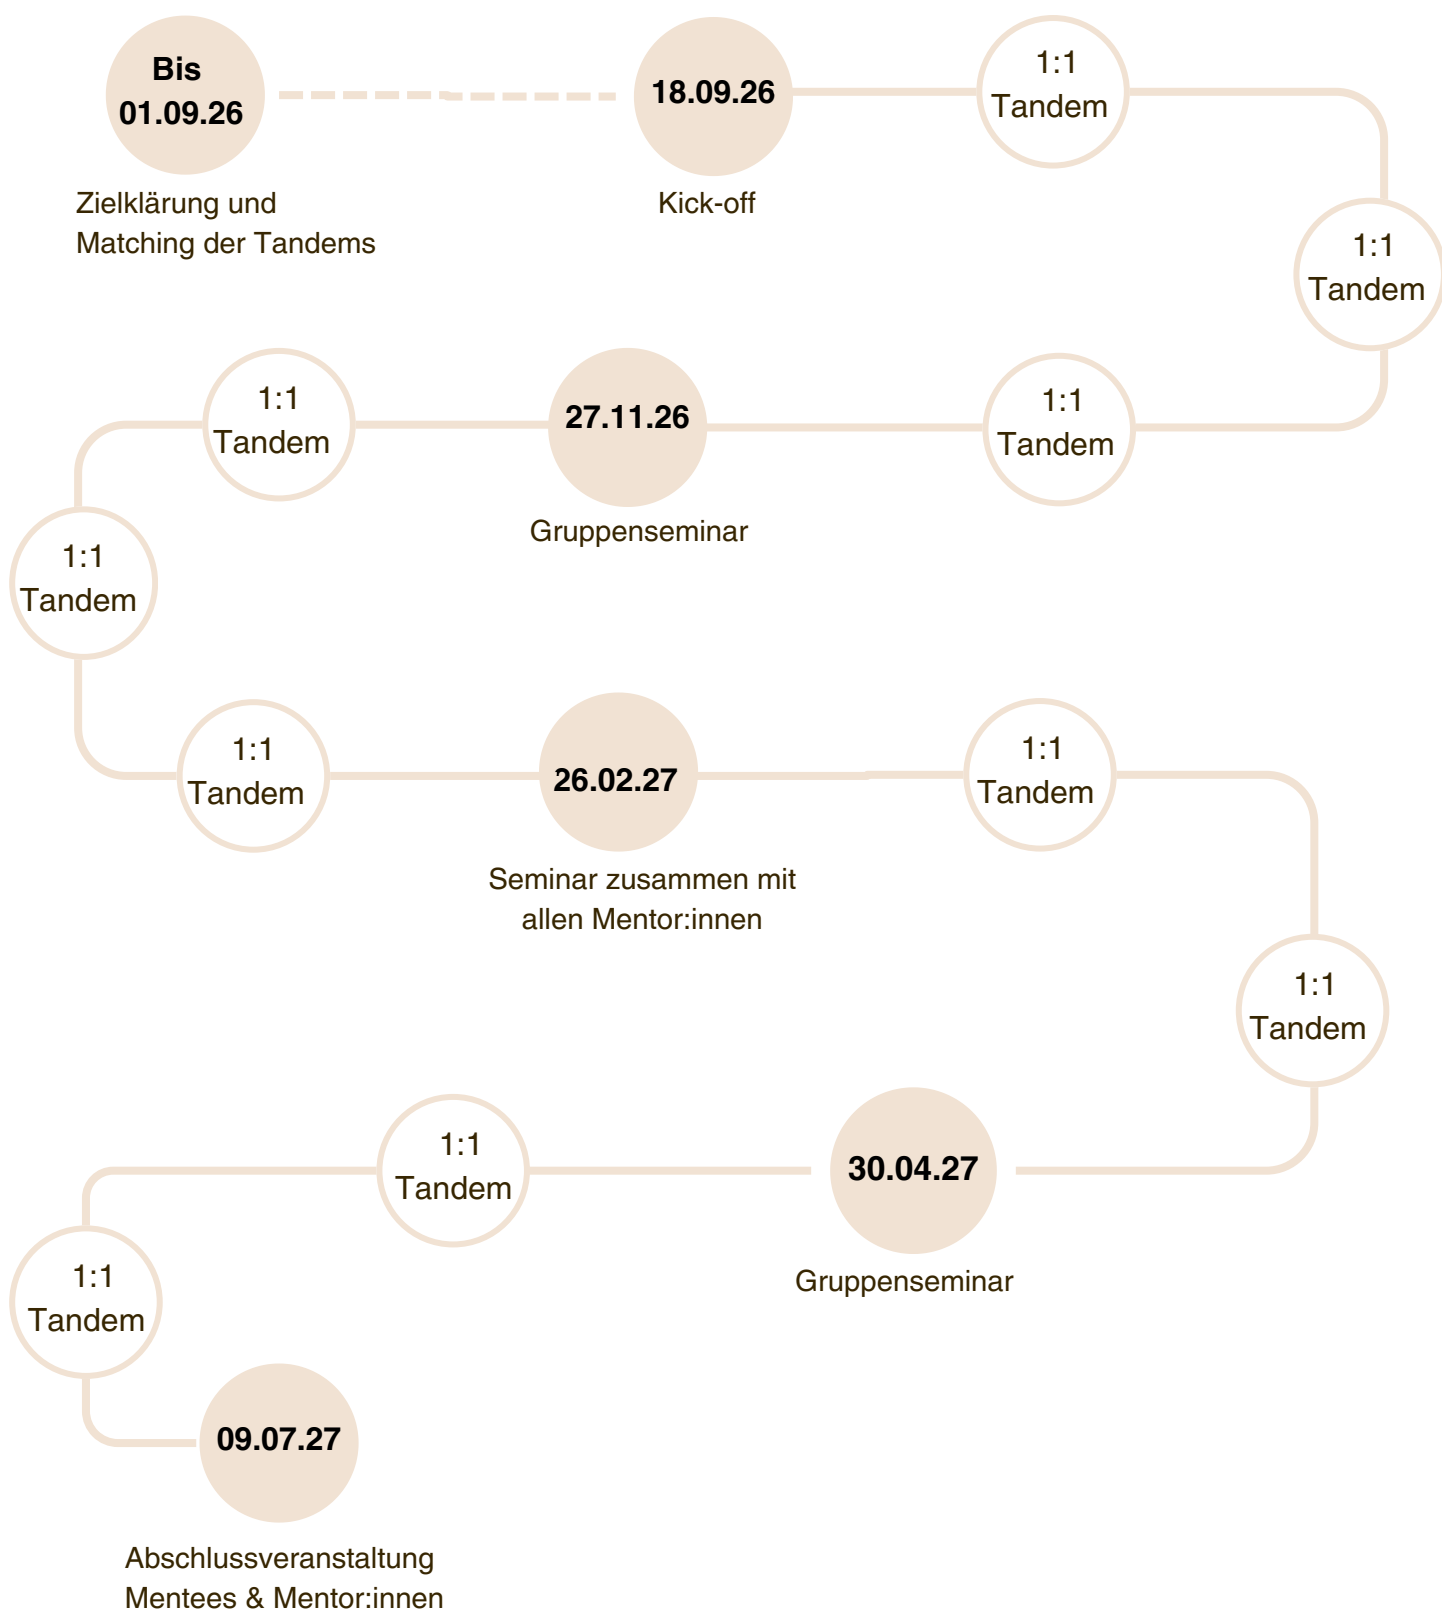 Bis
01.09.26
Zielklärung und
Matching der Tandems
18.09.26
Kick-off
1:1
Tandem
1:1
Tandem
1:1
Tandem
27.11.26
Gruppenseminar
1:1
Tandem
1:1
Tandem
1:1
Tandem
26.02.27
Seminar zusammen mit
allen Mentor:innen
1:1
Tandem
1:1
Tandem
30.04.27
Gruppenseminar
1:1
Tandem
1:1
Tandem
09.07.27
Abschlussveranstaltung
Mentees & Mentor:innen